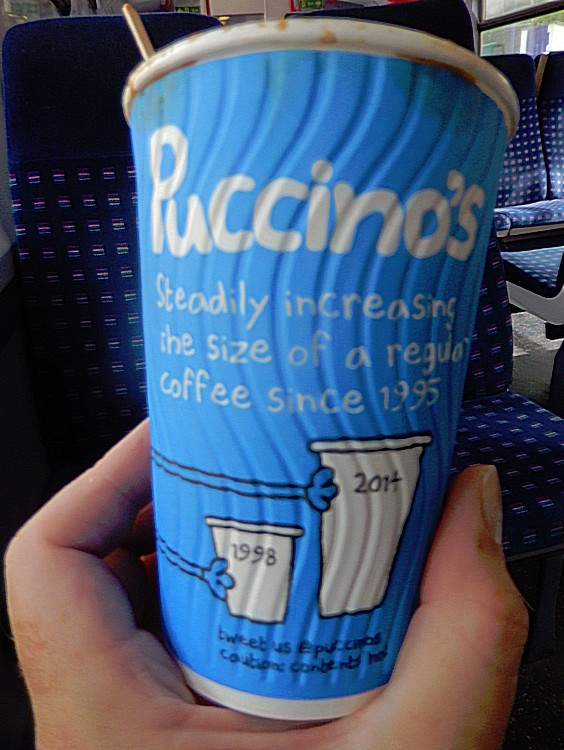 Puccino's
Steadily increasing
the size of a regular
coffee since 1995
2014
1998
tweet us @puccinos
caution: contents hot